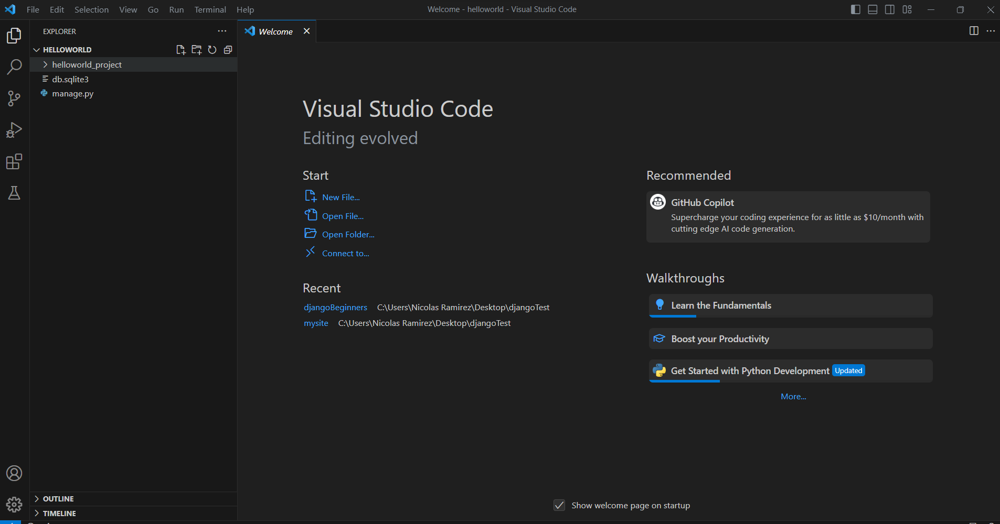 File Edit Selection View Go Run Terminal Help
Welcome - helloworld - Visual Studio Code
EXPLORER
HELLOWORLD
helloworld_project
db.sqlite3
manage.py
OUTLINE
TIMELINE
Welcome
Visual Studio Code
Editing evolved
Start
New File...
Open File...
Open Folder...
Connect to...
Recent
djangoBeginners C:\Users\Nicolas Ramirez\Desktop\djangoTest
mysite C:\Users\Nicolas Ramirez\Desktop\djangoTest
Recommended
GitHub Copilot
Supercharge your coding experience for as little as $10/month with
cutting edge AI code generation.
Walkthroughs
Learn the Fundamentals
Boost your Productivity
Get Started with Python Development Updated
More...
Show welcome page on startup